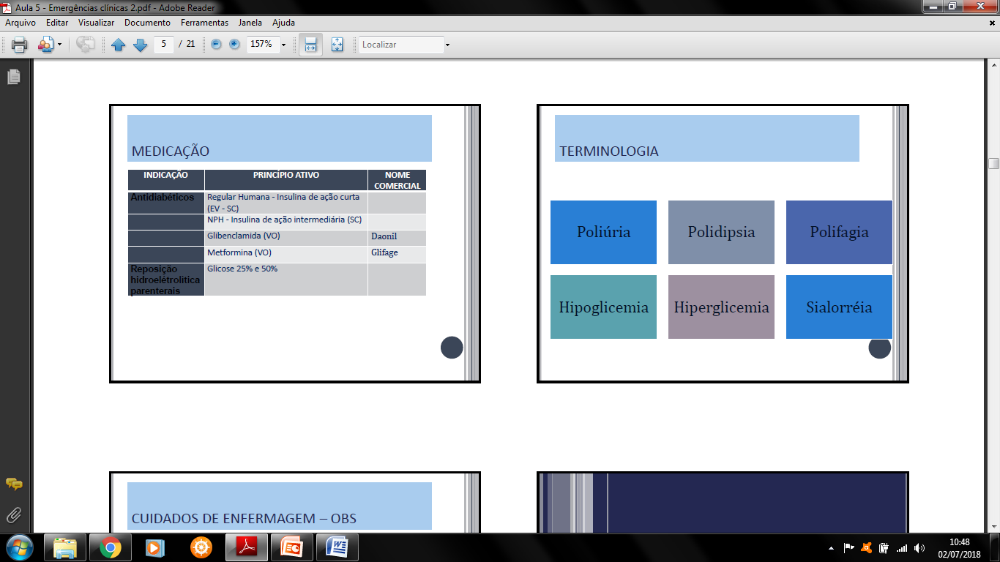 Aula 5 - Emergências clínicas 2.pdf - Adobe Reader
Arquivo Editar Visualizar Documento Ferramentas Janela Ajuda
5 / 21 157% Localizar
MEDICAÇÃO
INDICAÇÃO PRINCÍPIO ATIVO NOME
COMERCIAL
Antidiabéticos Regular Humana - Insulina de ação curta
(EV - SC)
NPH - Insulina de ação intermediária (SC)
Glibenclamida (VO) Daonil
Metformina (VO) Glifage
Reposição Glicose 25% e 50%
hidroelétrolitica
parenterais
TERMINOLOGIA
Poliúria Polidipsia Polifagia
Hipoglicemia Hiperglicemia Sialorréia
CUIDADOS DE ENFERMAGEM – OBS
10:48
02/07/2018